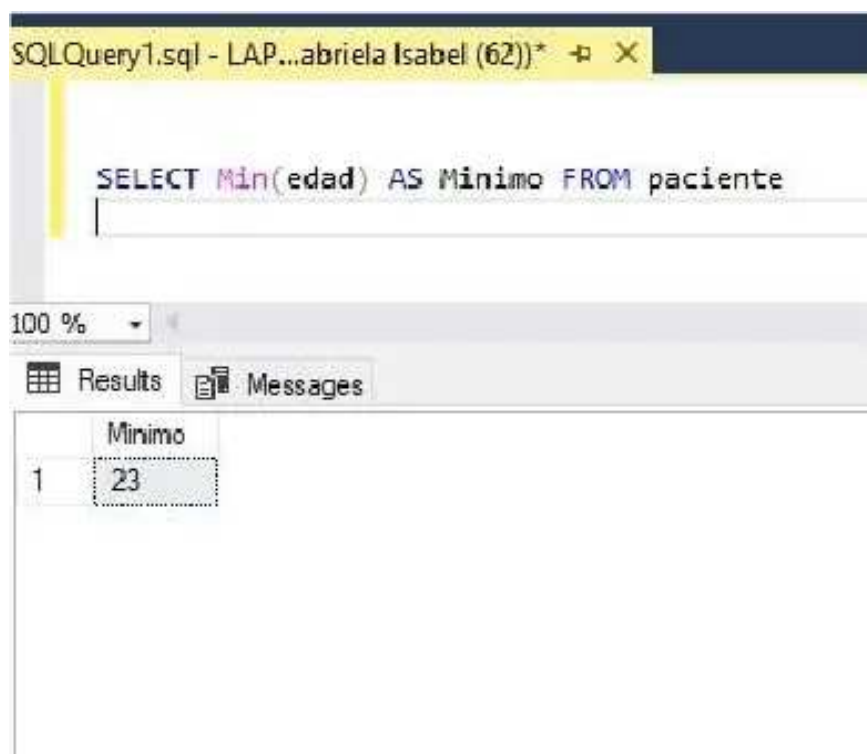 SQLQuery1.sql - LAP...abriela Isabel (62))*
SELECT Min(edad) AS Minimo FROM paciente
100 %
Results Messages
Minimo
1 23